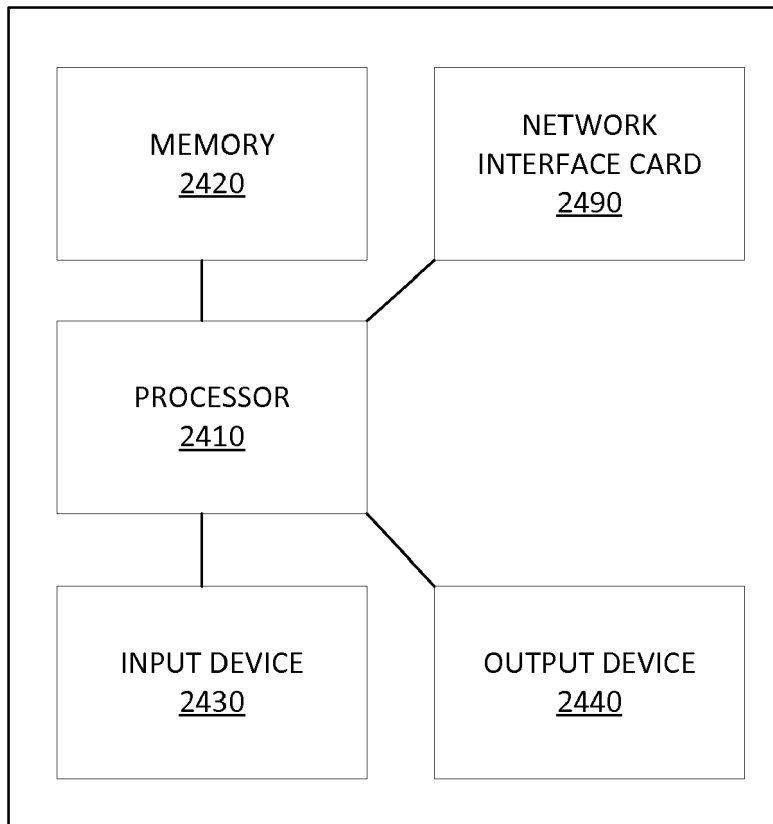 MEMORY
2420
NETWORK
INTERFACE CARD
2490
PROCESSOR
2410
INPUT DEVICE
2430
OUTPUT DEVICE
2440